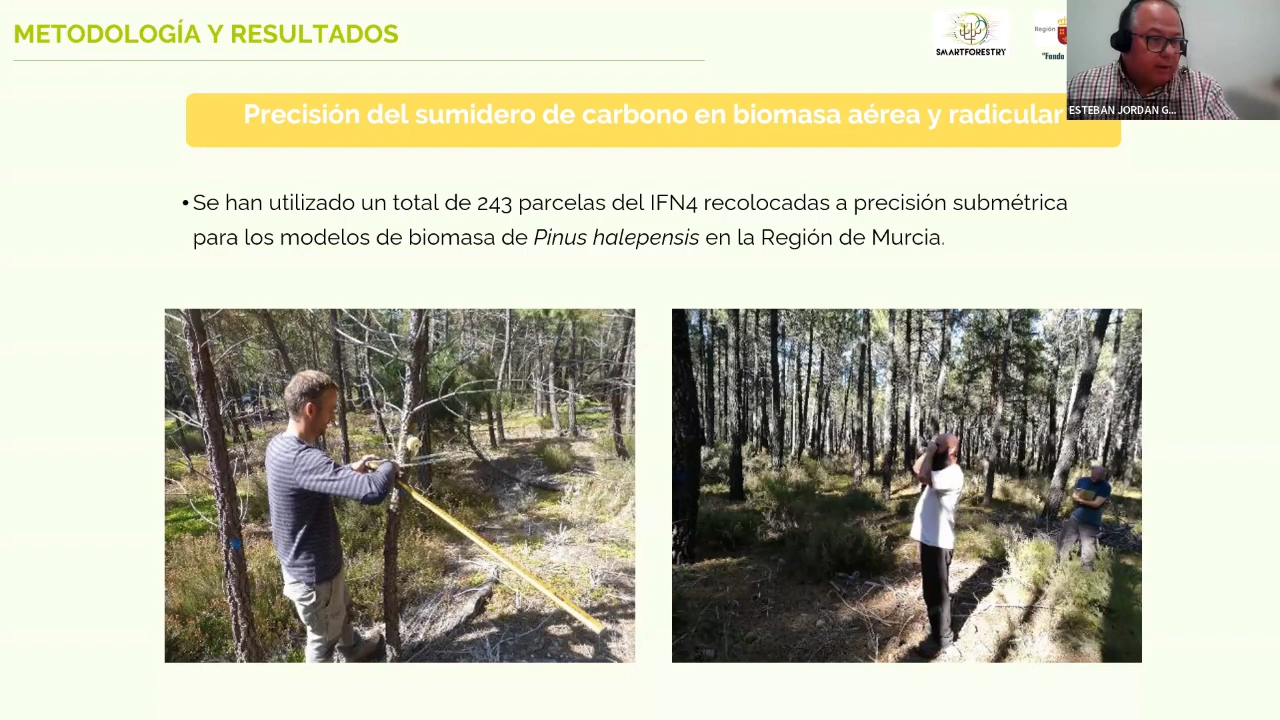 METODOLOGÍA Y RESULTADOS
SMARTFORESTRY
Región
"Fondo
ESTEBAN JORDAN G...
Precisión del sumidero de carbono en biomasa aérea y radicular
• Se han utilizado un total de 243 parcelas del IFN4 recolocadas a precisión submétrica
para los modelos de biomasa de Pinus halepensis en la Región de Murcia.